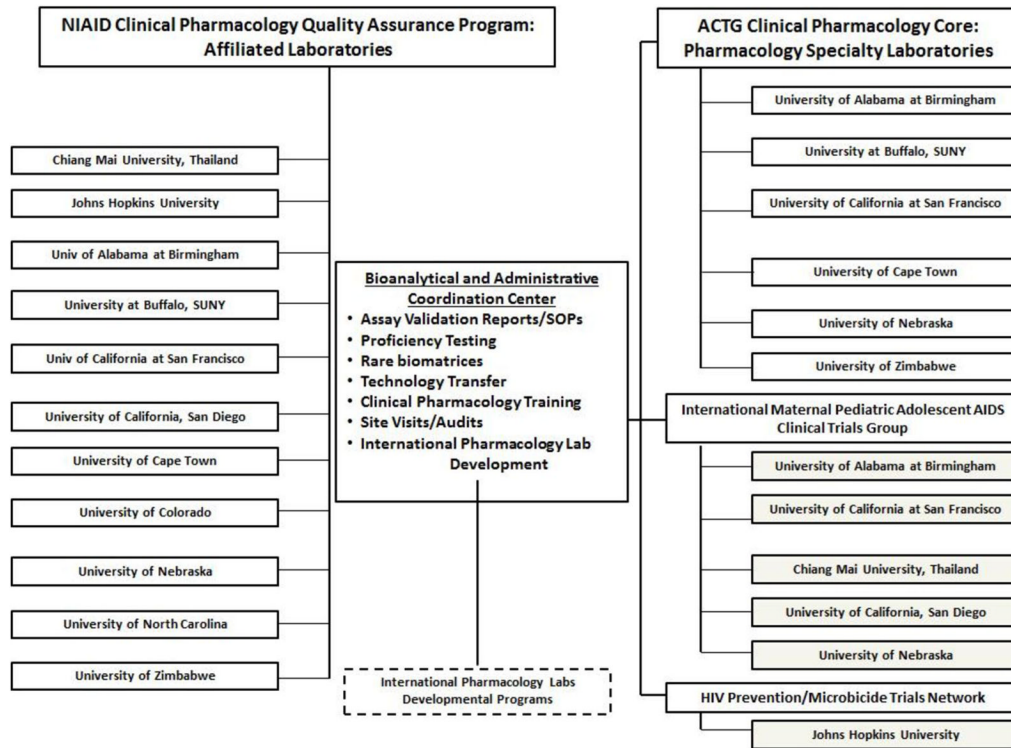 NIAID Clinical Pharmacology Quality Assurance Program:
Affiliated Laboratories
Chiang Mai University, Thailand
Johns Hopkins University
Univ of Alabama at Birmingham
University at Buffalo, SUNY
Univ of California at San Francisco
University of California, San Diego
University of Cape Town
University of Colorado
University of Nebraska
University of North Carolina
University of Zimbabwe
Bioanalytical and Administrative
Coordination Center
• Assay Validation Reports/SOPs
• Proficiency Testing
• Rare biomatrices
• Technology Transfer
• Clinical Pharmacology Training
• Site Visits/Audits
• International Pharmacology Lab
Development
International Pharmacology Labs
Developmental Programs
ACTG Clinical Pharmacology Core:
Pharmacology Specialty Laboratories
University of Alabama at Birmingham
University at Buffalo, SUNY
University of California at San Francisco
University of Cape Town
University of Nebraska
University of Zimbabwe
International Maternal Pediatric Adolescent AIDS
Clinical Trials Group
University of Alabama at Birmingham
University of California at San Francisco
Chiang Mai University, Thailand
University of California, San Diego
University of Nebraska
HIV Prevention/Microbicide Trials Network
Johns Hopkins University